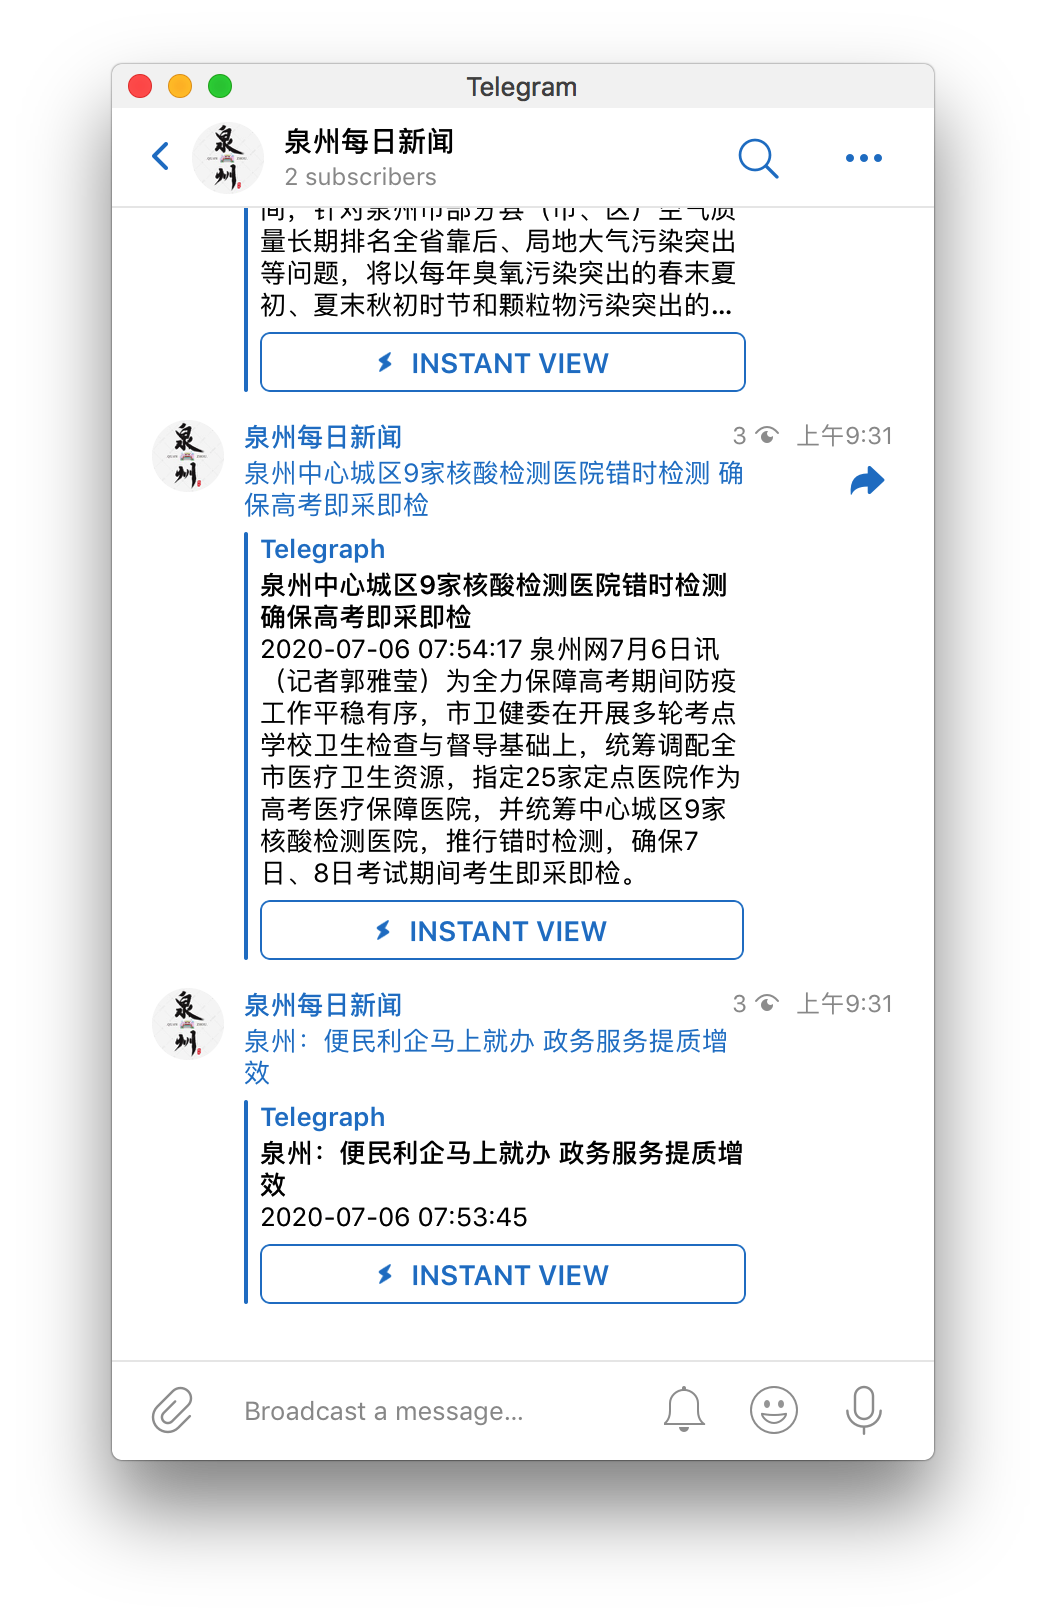 Telegram
泉州每日新闻
2 subscribers
间，针对泉州市部分县（市、区）空气质
量长期排名全省靠后、局地大气污染突出
等问题，将以每年臭氧污染突出的春末夏
初、夏末秋初时节和颗粒物污染突出的...
INSTANT VIEW
泉州每日新闻
3 上午9:31
泉州中心城区9家核酸检测医院错时检测 确
保高考即采即检
Telegraph
泉州中心城区9家核酸检测医院错时检测
确保高考即采即检
2020-07-06 07:54:17 泉州网7月6日讯
（记者郭雅莹）为全力保障高考期间防疫
工作平稳有序，市卫健委在开展多轮考点
学校卫生检查与督导基础上，统筹调配全
市医疗卫生资源，指定25家定点医院作为
高考医疗保障医院，并统筹中心城区9家
核酸检测医院，推行错时检测，确保7
日、8日考试期间考生即采即检。
INSTANT VIEW
泉州每日新闻
3 上午9:31
泉州：便民利企马上就办 政务服务提质增
效
Telegraph
泉州：便民利企马上就办 政务服务提质增
效
2020-07-06 07:53:45
INSTANT VIEW
Broadcast a message...